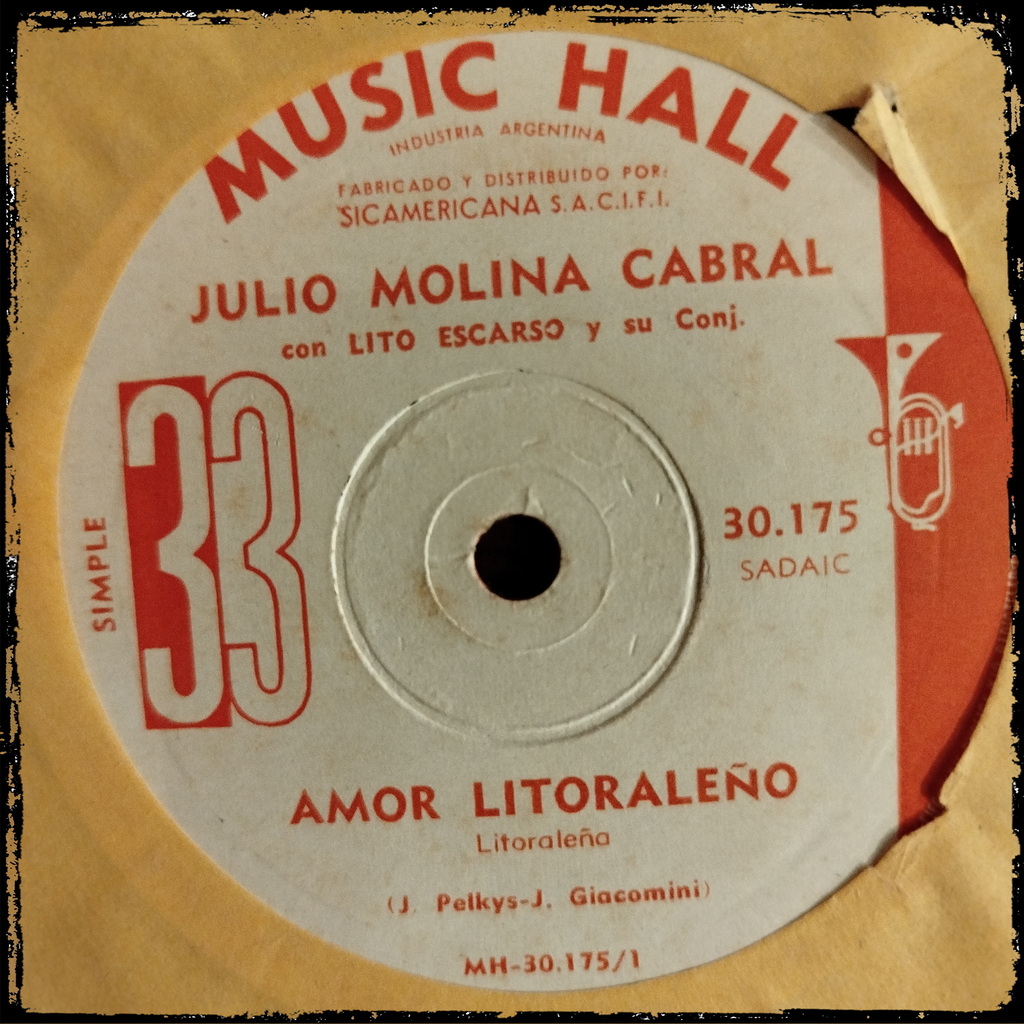 MUSIC HALL
INDUSTRIA ARGENTINA
FABRICADO Y DISTRIBUIDO POR:
SICAMERICANA S.A.C.I.F.I.
JULIO MOLINA CABRAL
con LITO ESCARSO y su Conj.
SIMPLE
33
30.175
SADAIC
AMOR LITORALEÑO
Litoraleña
(J. Pelkys-J. Giacomini)
MH-30.175/1